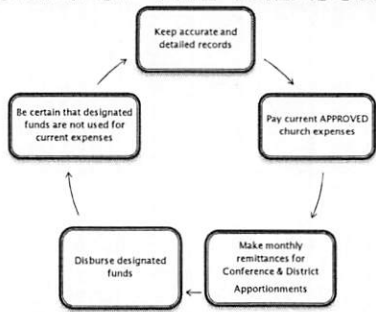 Keep accurate and
detailed records
Pay current APPROVED
church expenses
Make monthly
remittances for
Conference & District
Apportionments
Disburse designated
funds
Be certain that designated
funds are not used for
current expenses